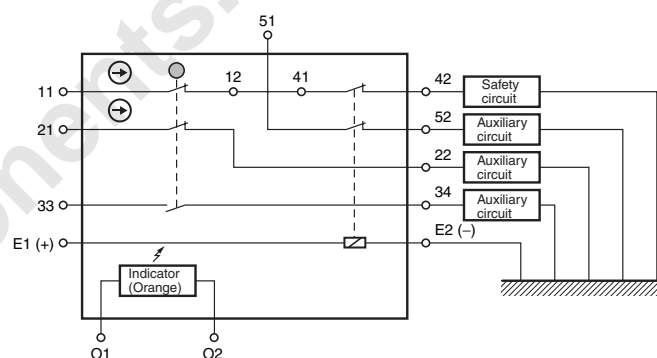 51
11
12
41
42
Safety
circuit
21
52
Auxiliary
circuit
22
Auxiliary
circuit
33
34
Auxiliary
circuit
E1 (+)
E2 (−)
Indicator
(Orange)
O1
O2
onents.